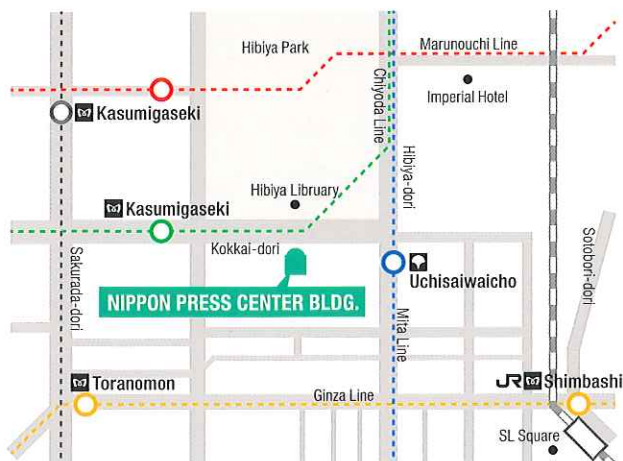 Hibiya Park
Marunouchi Line
Chiyoda Line
Imperial Hotel
Kasumigaseki
Hibiya-dori
Hibiya Libruary
Kasumigaseki
Kokkai-dori
Sakurada-dori
Sotobori-dori
Uchisaiwaicho
NIPPON PRESS CENTER BLDG.
Mita Line
Toranomon
JR Shimbashi
Ginza Line
SL Square